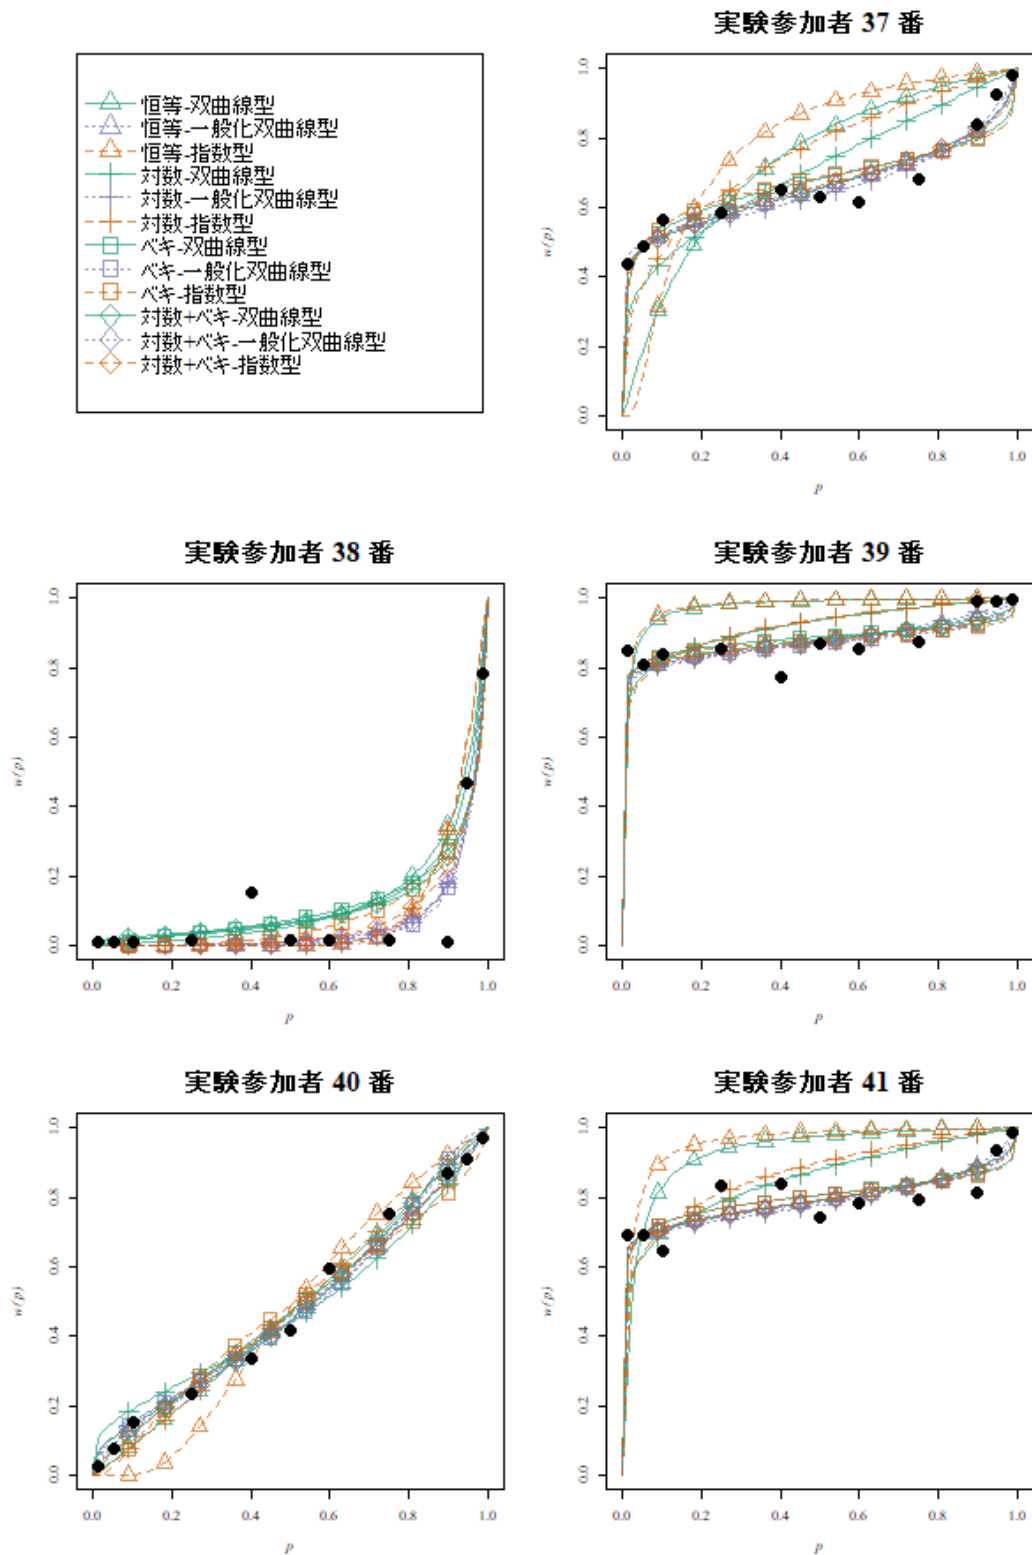 恒等-双曲線型
恒等-一般化双曲線型
恒等-指数型
対数-双曲線型
対数-一般化双曲線型
対数-指数型
ベキ-双曲線型
ベキ-一般化双曲線型
ベキ-指数型
対数+ベキ-双曲線型
対数+ベキ-一般化双曲線型
対数+ベキ-指数型
実験参加者 37 番
1.0
0.8
0.6
0.4
0.2
0.0
w(p)
0.0 0.2 0.4 0.6 0.8 1.0
p
実験参加者 38 番
1.0
0.8
0.6
0.4
0.2
0.0
w(p)
0.0 0.2 0.4 0.6 0.8 1.0
p
実験参加者 39 番
1.0
0.8
0.6
0.4
0.2
0.0
w(p)
0.0 0.2 0.4 0.6 0.8 1.0
p
実験参加者 40 番
1.0
0.8
0.6
0.4
0.2
0.0
w(p)
0.0 0.2 0.4 0.6 0.8 1.0
p
実験参加者 41 番
1.0
0.8
0.6
0.4
0.2
0.0
w(p)
0.0 0.2 0.4 0.6 0.8 1.0
p